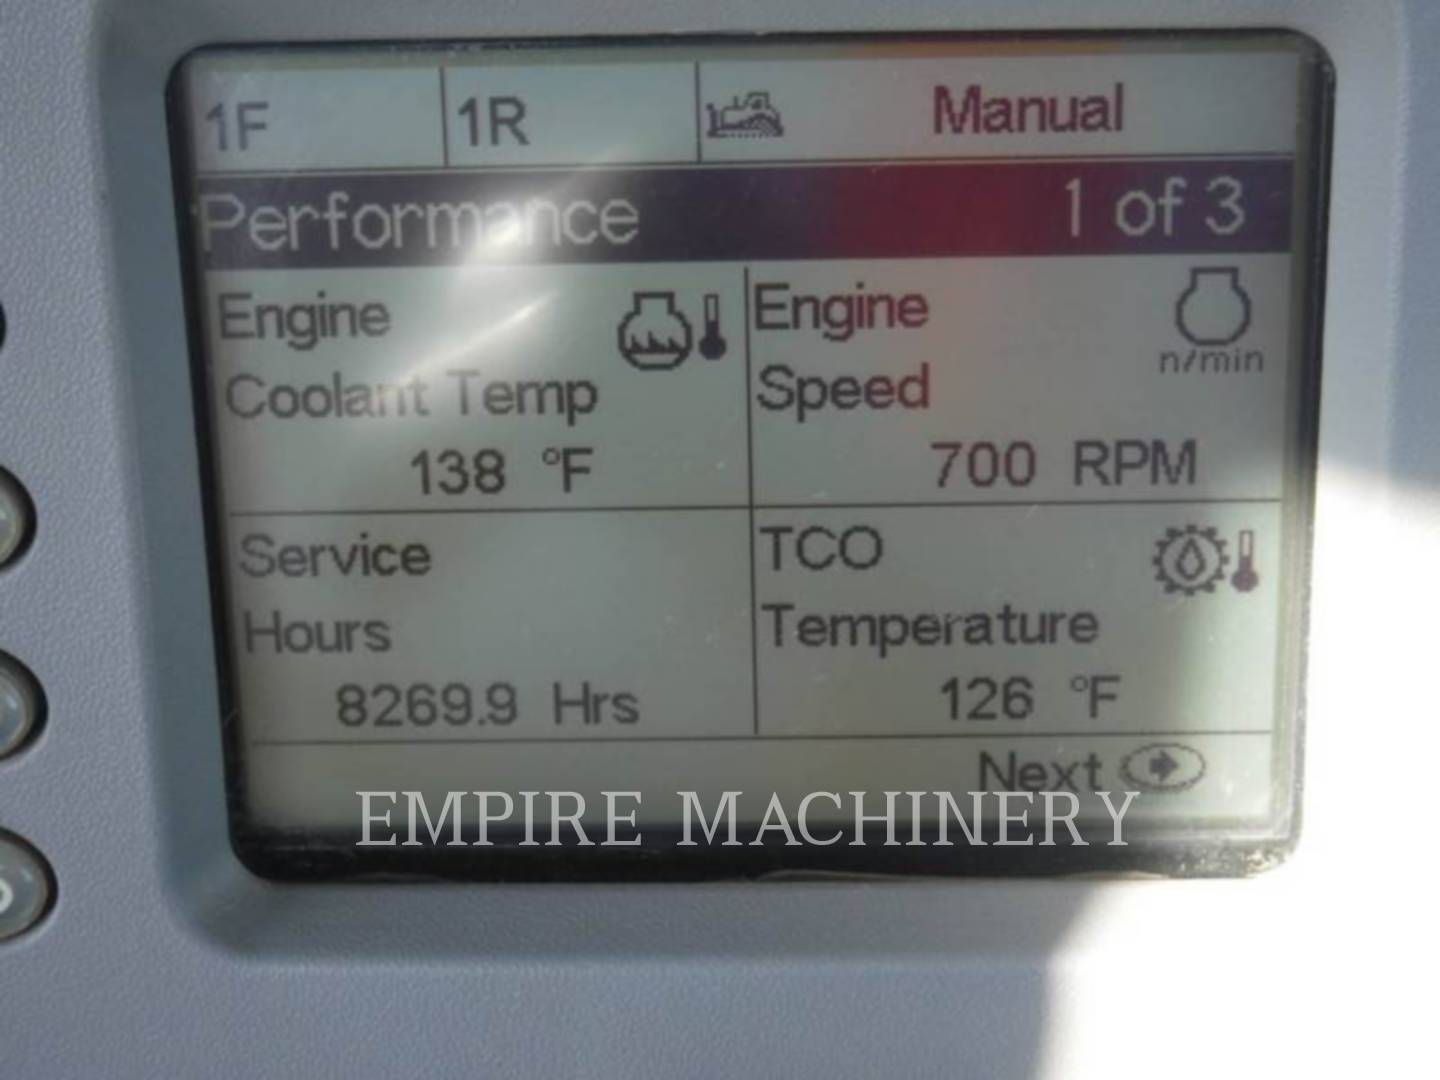 1F 1R Manual
Performance 1 of 3
Engine
Coolant Temp
138 °F
Engine
Speed
n/min
700 RPM
Service
Hours
8269.9 Hrs
TCO
Temperature
126 °F
Next
EMPIRE MACHINERY